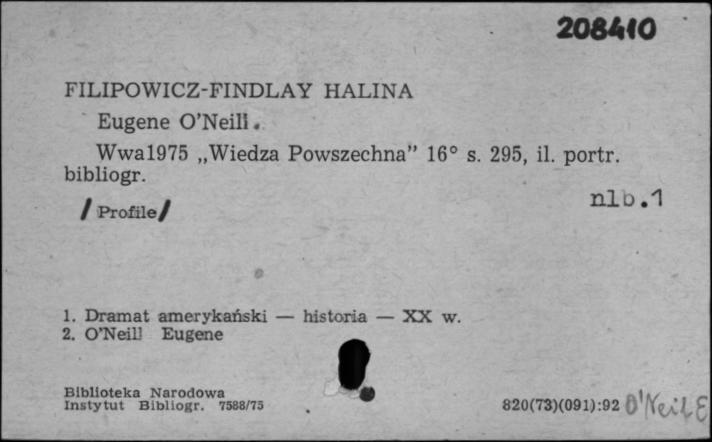 208410
FILIPOWICZ-FINDLAY HALINA
Eugene O'Neill.
Wwa1975 „Wiedza Powszechna” 16° s. 295, il. portr.
bibliogr.
nlb.1
/Profile/
1. Dramat amerykański — historia — XX w.
2. O'Neill Eugene
Biblioteka Narodowa
Instytut Bibliogr. 7588/75
820(73)(091):92 O'Neil E